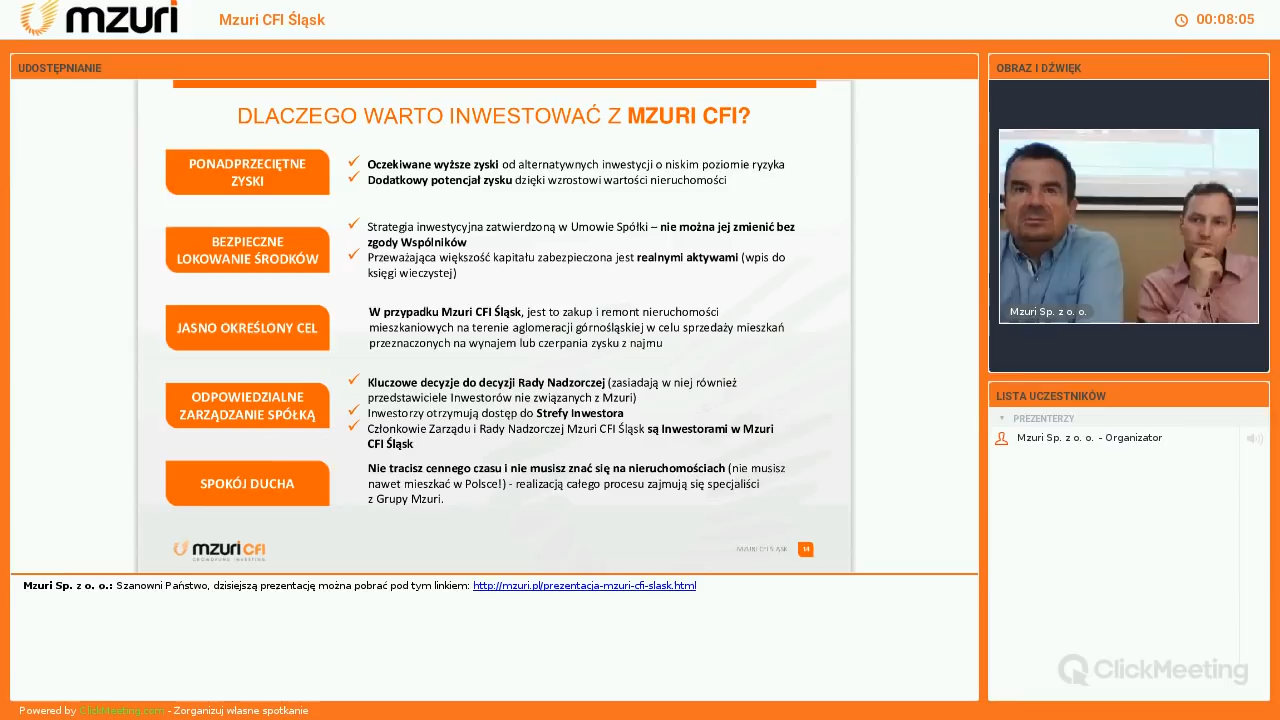 mzuri
Mzuri CFI Śląsk
00:08:05
UDOSTĘPNIANIE
DLACZEGO WARTO INWESTOWAĆ Z MZURI CFI?
PONADPRZECIĘTNE
ZYSKI
Oczekiwane wyższe zyski od alternatywnych inwestycji o niskim poziomie ryzyka
Dodatkowy potencjał zysku dzięki wzrostowi wartości nieruchomości
BEZPIECZNE
LOKOWANIE ŚRODKÓW
Strategia inwestycyjna zatwierdzoną w Umowie Spółki – nie można jej zmienić bez
zgody Wspólników
Przeważająca większość kapitału zabezpieczona jest realnymi aktywami (wpis do
księgi wieczystej)
JASNO OKREŚLONY CEL
W przypadku Mzuri CFI Śląsk, jest to zakup i remont nieruchomości
mieszkaniowych na terenie aglomeracji górnośląskiej w celu sprzedaży mieszkań
przeznaczonych na wynajem lub czerpania zysku z najmu
ODPOWIEDZIALNE
ZARZĄDZANIE SPÓŁKĄ
Kluczowe decyzje do decyzji Rady Nadzorczej (zasiadają w niej również
przedstawiciele Inwestorów nie związanych z Mzuri)
Inwestorzy otrzymują dostęp do Strefy Inwestora
Członkowie Zarządu i Rady Nadzorczej Mzuri CFI Śląsk są Inwestorami w Mzuri
CFI Śląsk
SPOKÓJ DUCHA
Nie tracisz cennego czasu i nie musisz znać się na nieruchomościach (nie musisz
nawet mieszkać w Polsce!) - realizacją całego procesu zajmują się specjaliści
z Grupy Mzuri.
mzuri CFI
CROWDFUND INVESTING
MZURI CFI ŚLĄSK
14
Mzuri Sp. z o. o.: Szanowni Państwo, dzisiejszą prezentację można pobrać pod tym linkiem: http://mzuri.pl/prezentacja-mzuri-cfi-slask.html
OBRAZ I DŹWIĘK
Mzuri Sp. z o. o.
LISTA UCZESTNIKÓW
PREZENTERZY
Mzuri Sp. z o. o. - Organizator
ClickMeeting
Powered by ClickMeeting.com - Zorganizuj własne spotkanie